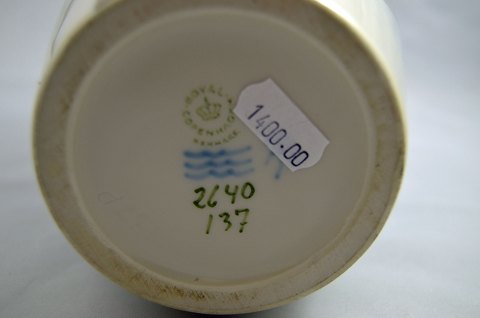 ROYAL
COPENHAGEN
DENMARK
1400.00
2640
137